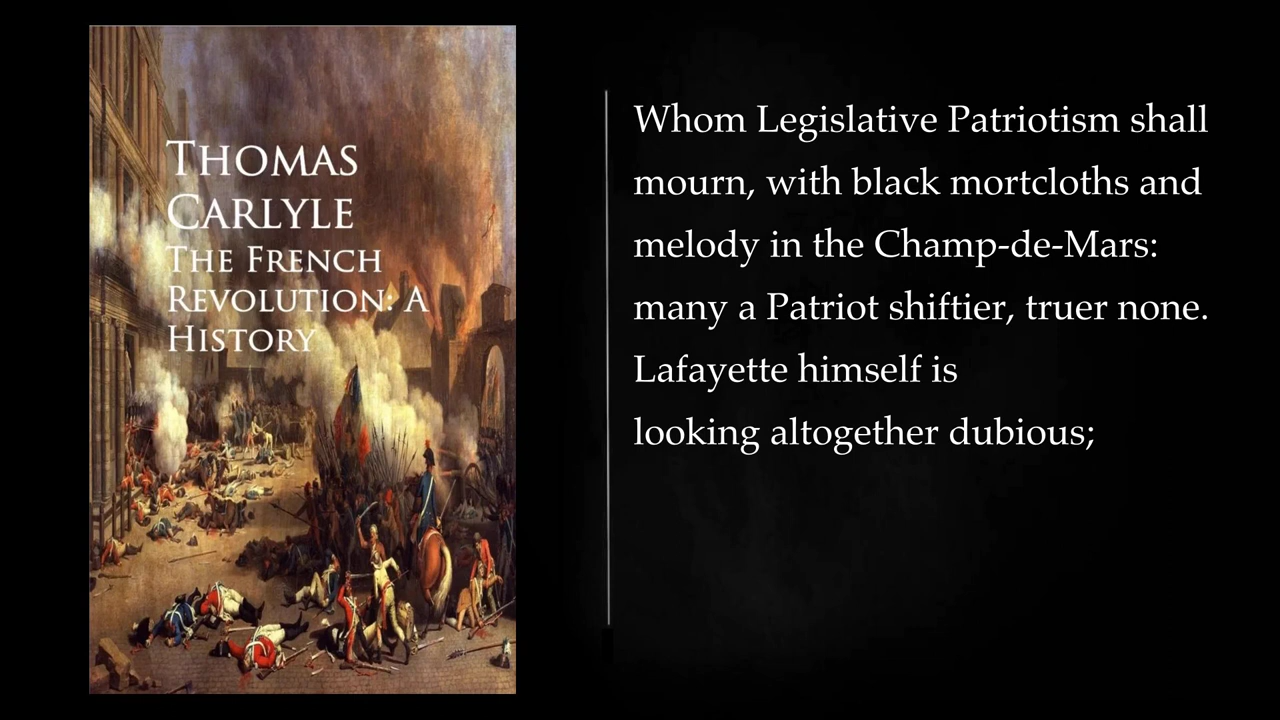 THOMAS
CARLYLE
THE FRENCH
REVOLUTION: A
HISTORY
Whom Legislative Patriotism shall
mourn, with black mortcloths and
melody in the Champ-de-Mars:
many a Patriot shiftier, truer none.
Lafayette himself is
looking altogether dubious;